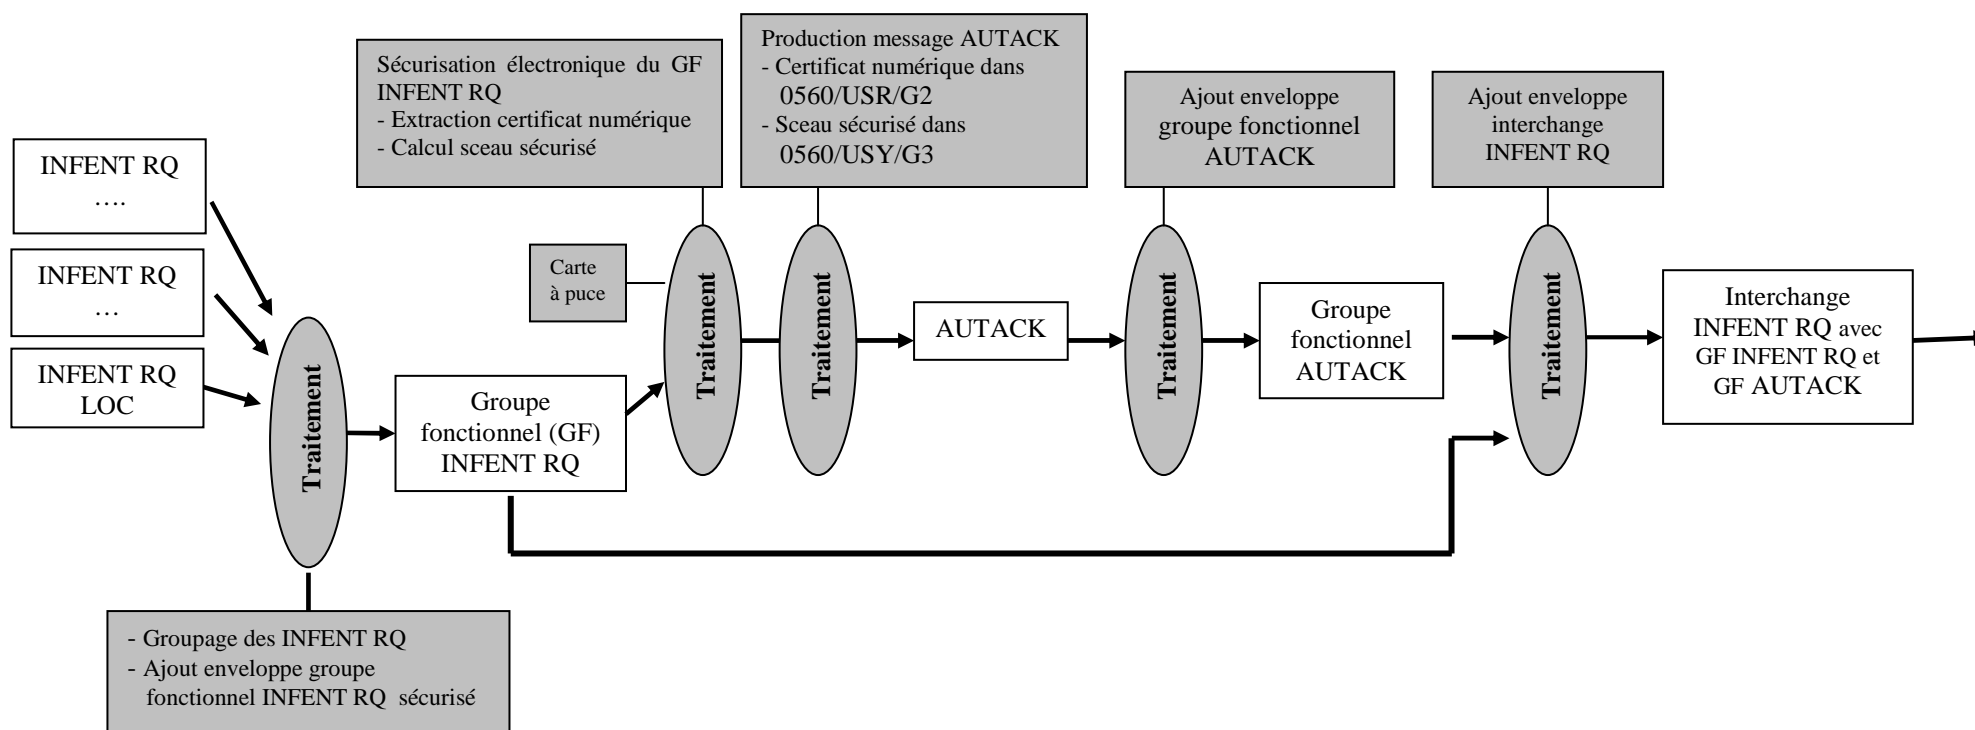 INFENT RQ
….
INFENT RQ
…
INFENT RQ
LOC
Traitement
- Groupage des INFENT RQ
- Ajout enveloppe groupe
fonctionnel INFENT RQ  sécurisé
Groupe
fonctionnel (GF)
INFENT RQ
Sécurisation électronique du GF
INFENT RQ
- Extraction certificat numérique
- Calcul sceau sécurisé
Carte
à puce
Traitement
Production message AUTACK
- Certificat numérique dans
0560/USR/G2
- Sceau sécurisé dans
0560/USY/G3
Traitement
AUTACK
Ajout enveloppe
groupe fonctionnel
AUTACK
Traitement
Groupe
fonctionnel
AUTACK
Ajout enveloppe
interchange
INFENT RQ
Traitement
Interchange
INFENT RQ avec
GF INFENT RQ et
GF AUTACK